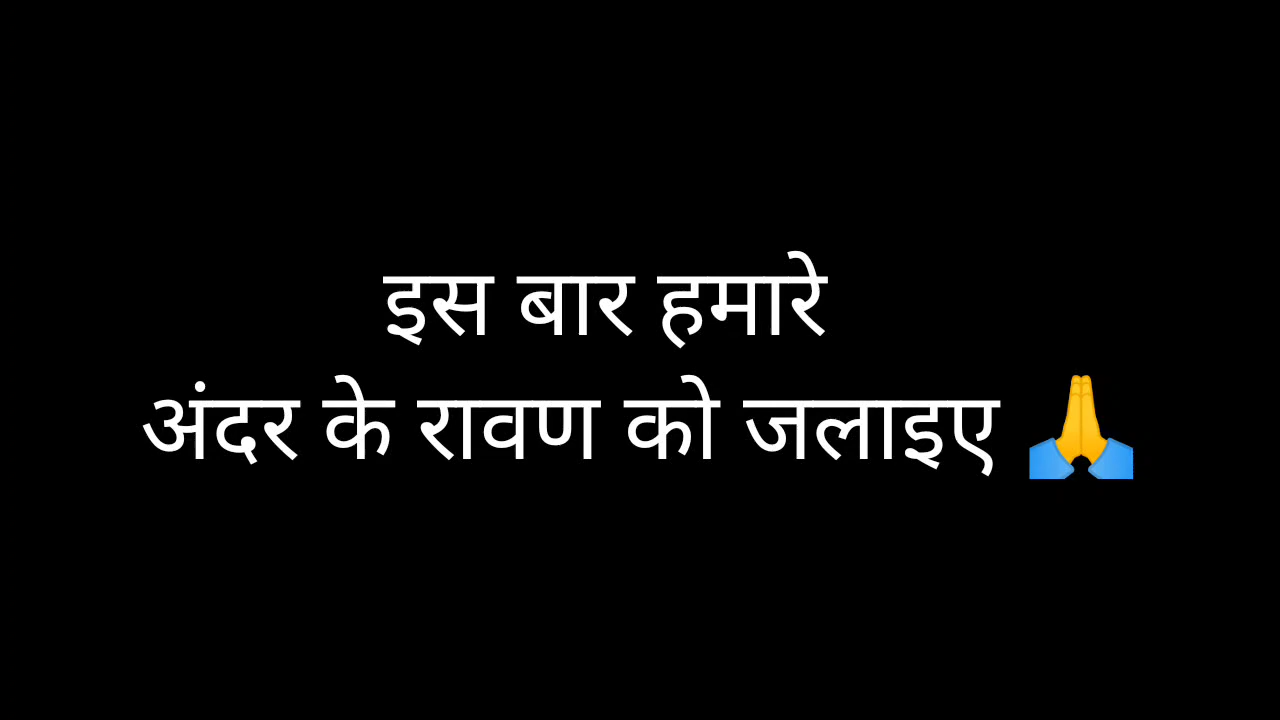 इस बार हमारे
अंदर के रावण को जलाइए 🙏